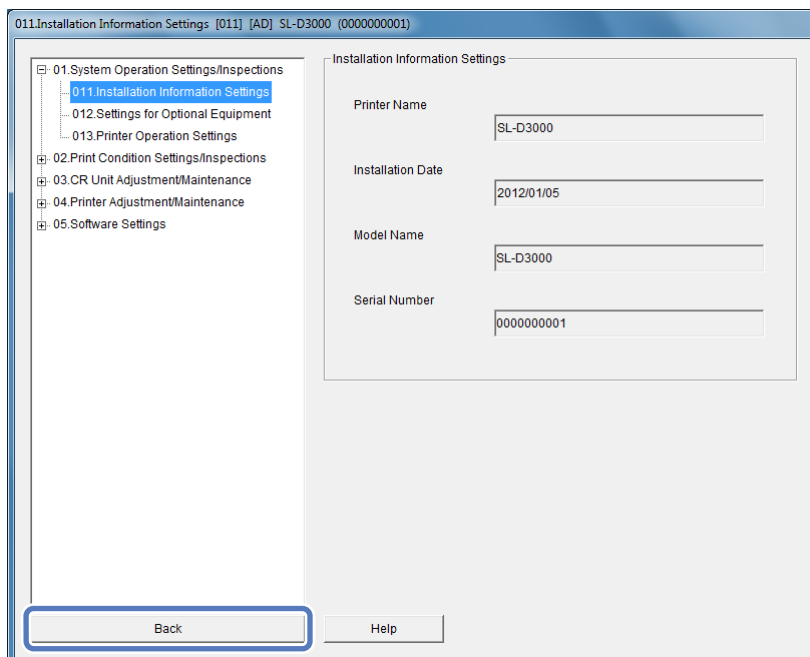 011.Installation Information Settings [011] [AD] SL-D3000 (0000000001)
01.System Operation Settings/Inspections
011.Installation Information Settings
012.Settings for Optional Equipment
013.Printer Operation Settings
02.Print Condition Settings/Inspections
03.CR Unit Adjustment/Maintenance
04.Printer Adjustment/Maintenance
05.Software Settings
Back
Installation Information Settings
Printer Name
SL-D3000
Installation Date
2012/01/05
Model Name
SL-D3000
Serial Number
0000000001
Help